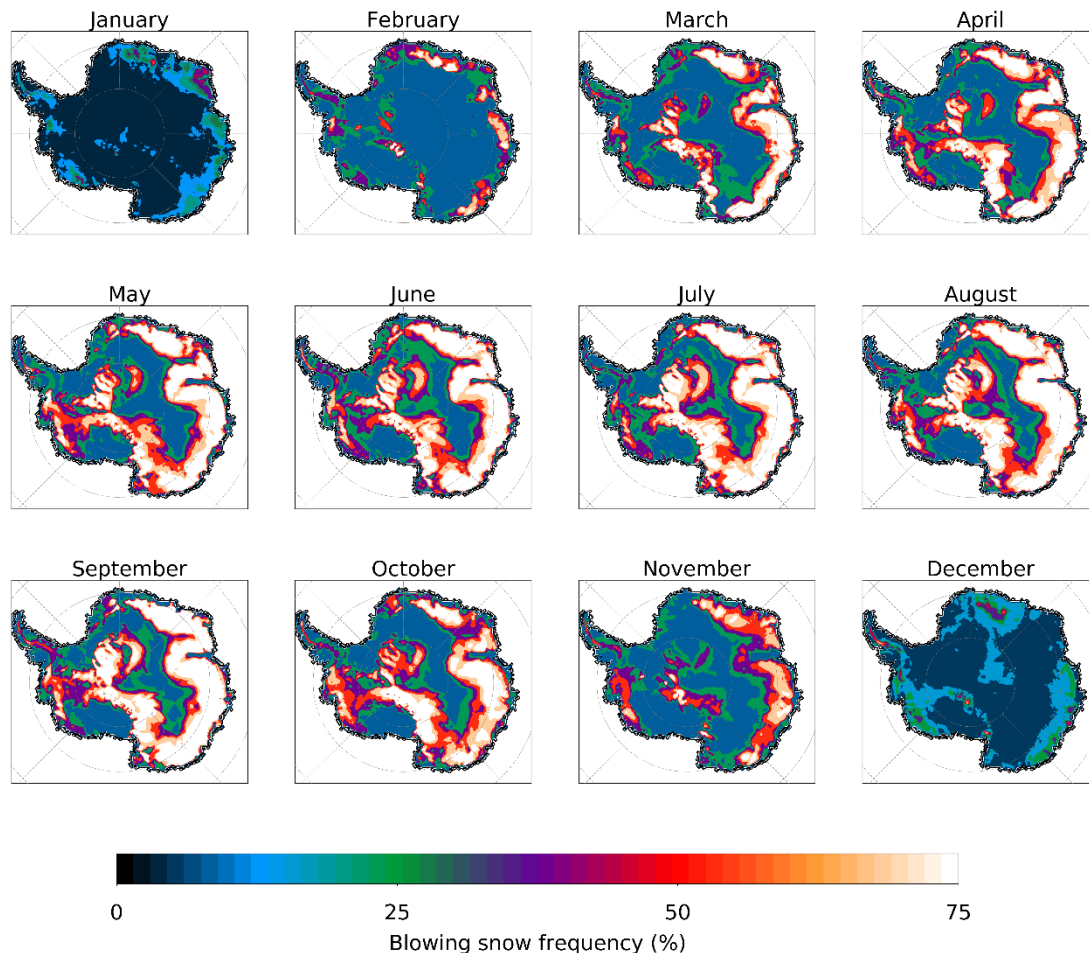 January February March April
May June July August
September October November December
0 25 50 75
Blowing snow frequency (%)